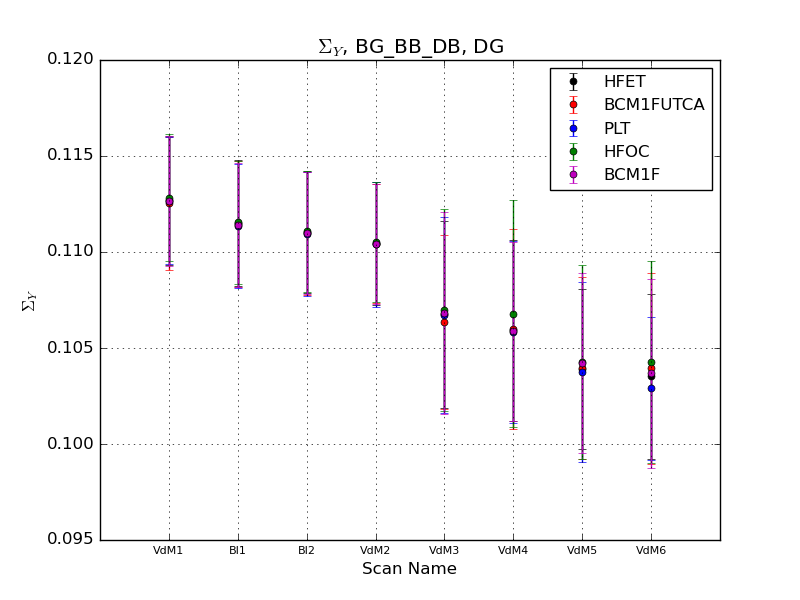 Σ_Y, BG_BB_DB, DG
0.120
0.115
0.110
0.105
0.100
0.095
Σ_Y
HFET
BCM1FUTCA
PLT
HFOC
BCM1F
VdM1 BI1 BI2 VdM2 VdM3 VdM4 VdM5 VdM6
Scan Name